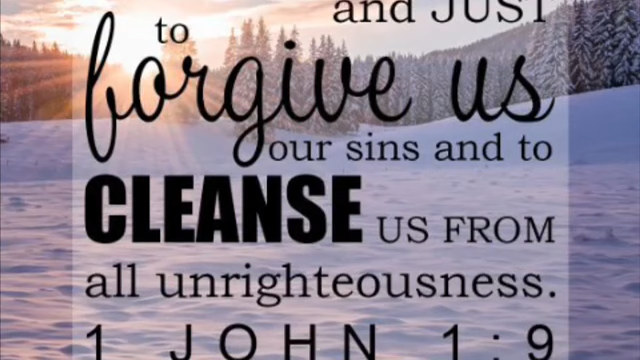 and JUST
to
forgive us
our sins and to
CLEANSE US FROM
all unrighteousness.
1 JOHN 1:9